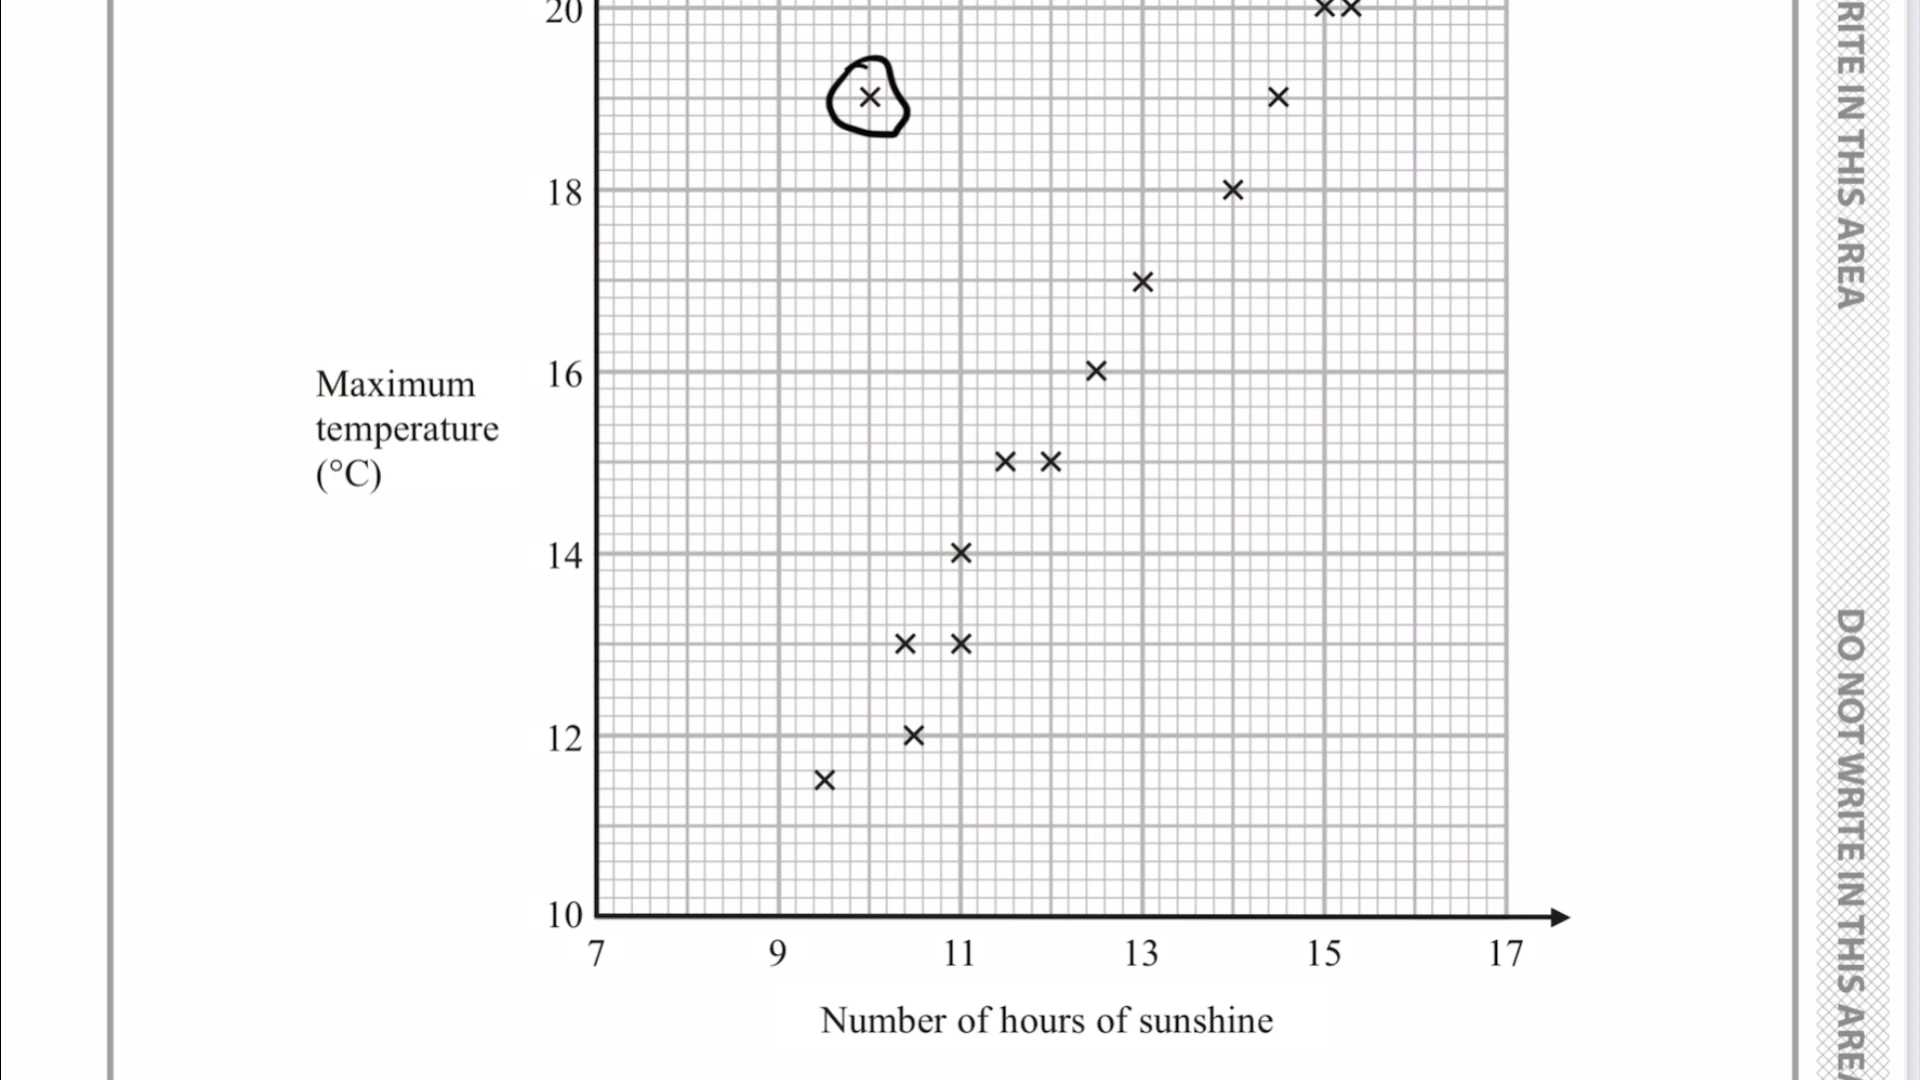 20
18
Maximum
temperature
(°C)
16
14
12
10
7 9 11 13 15 17
Number of hours of sunshine
RITE IN THIS AREA
DO NOT WRITE IN THIS AREA